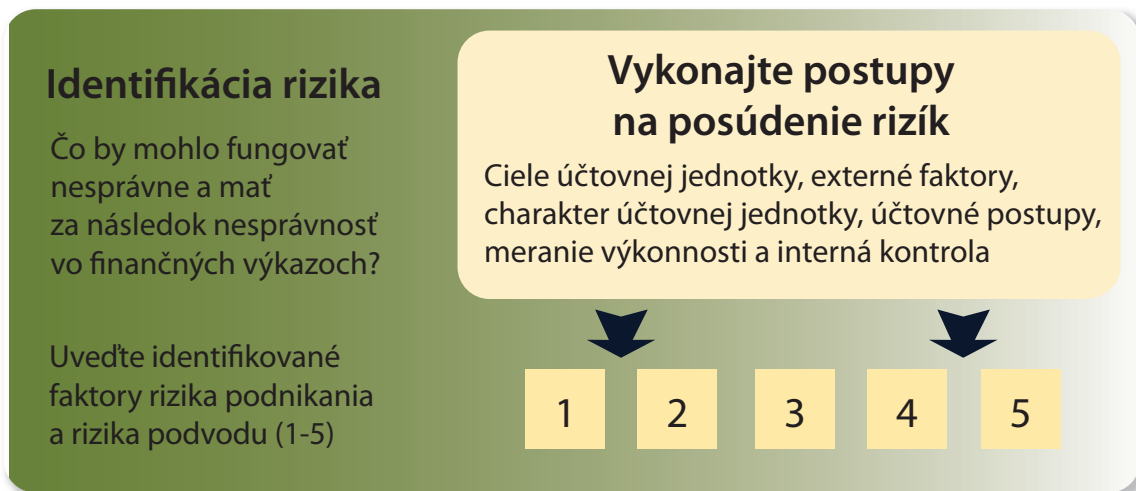 Identifikácia rizika
Čo by mohlo fungovať
nesprávne a mať
za následok nesprávnosť
vo finančných výkazoch?
Uveďte identifikované
faktory rizika podnikania
a rizika podvodu (1-5)
Vykonajte postupy
na posúdenie rizík
Ciele účtovnej jednotky, externé faktory,
charakter účtovnej jednotky, účtovné postupy,
meranie výkonnosti a interná kontrola
1 2 3 4 5